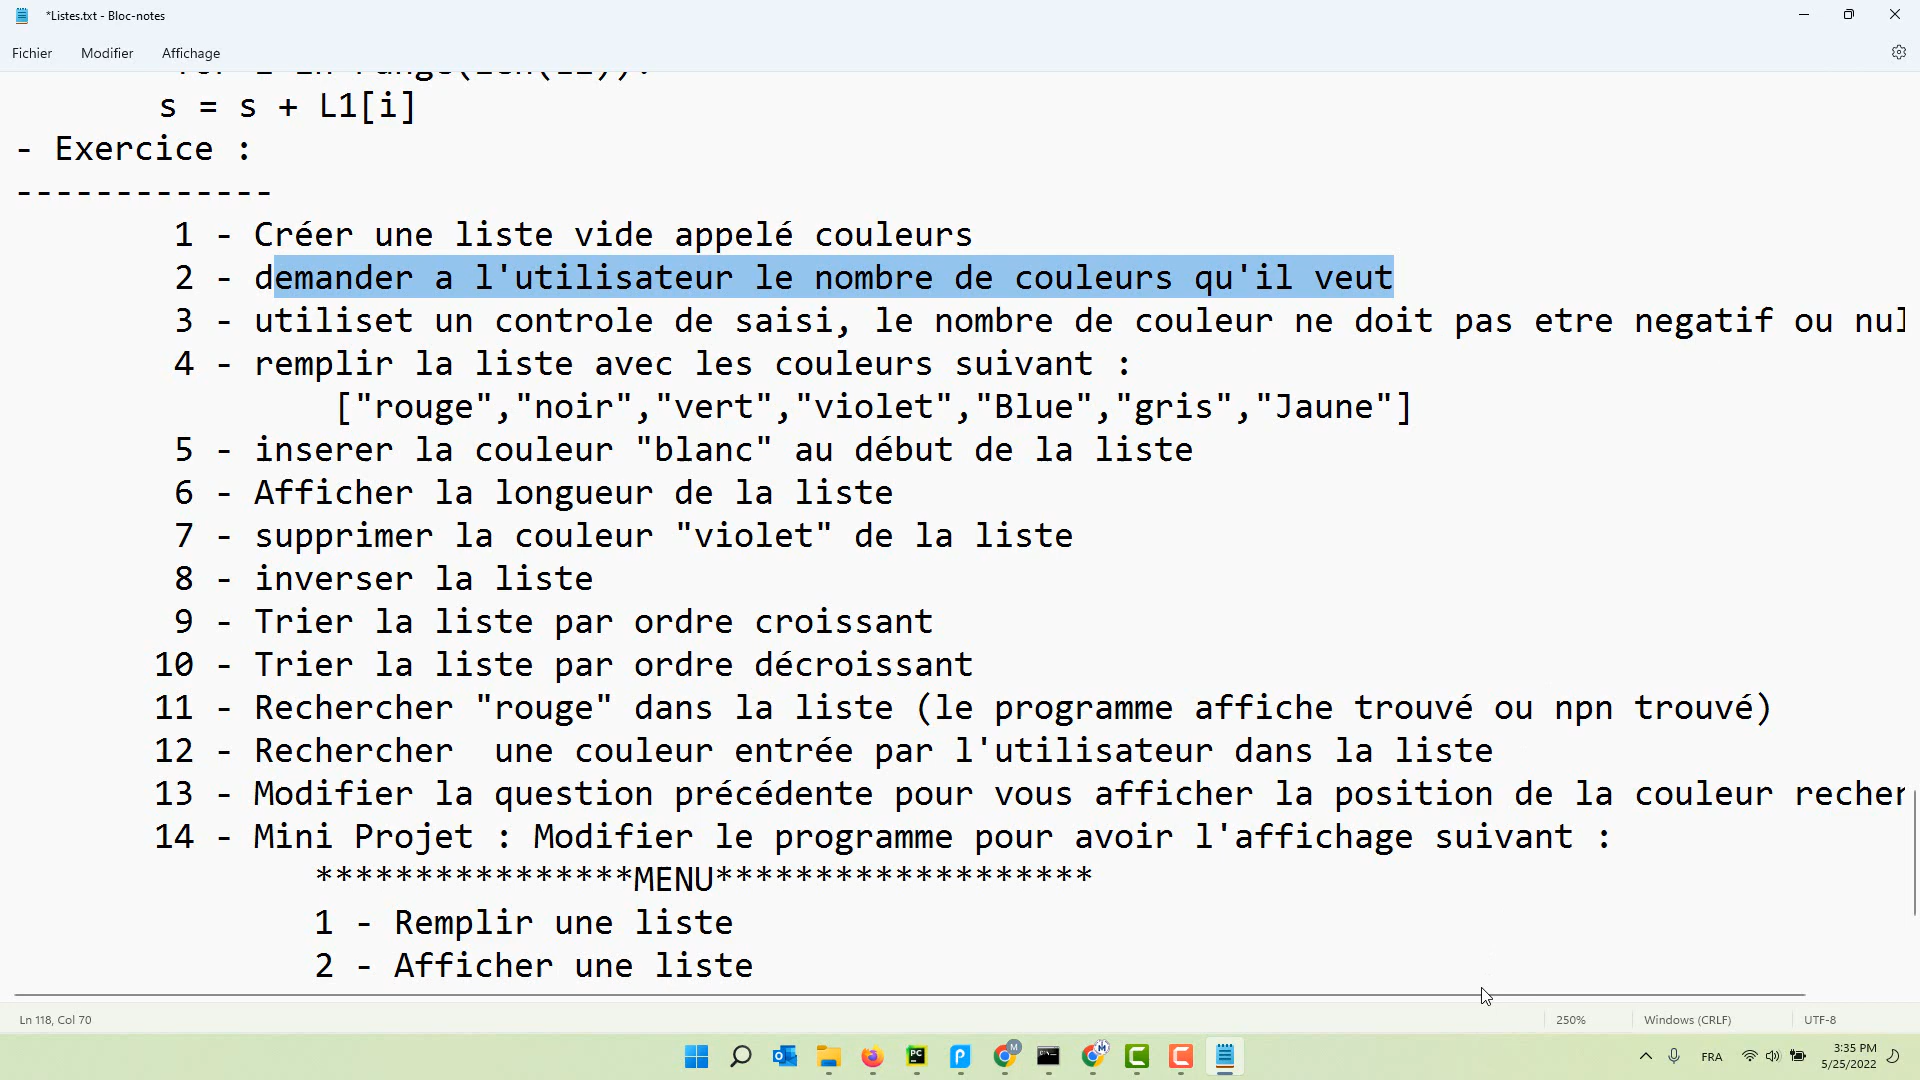 *Listes.txt - Bloc-notes
Fichier Modifier Affichage
for i in range(len(L1)):
s = s + L1[i]
- Exercice :
-------------
1 - Créer une liste vide appelé couleurs
2 - demander a l'utilisateur le nombre de couleurs qu'il veut
3 - utiliset un controle de saisi, le nombre de couleur ne doit pas etre negatif ou nul
4 - remplir la liste avec les couleurs suivant :
["rouge","noir","vert","violet","Blue","gris","Jaune"]
5 - inserer la couleur "blanc" au début de la liste
6 - Afficher la longueur de la liste
7 - supprimer la couleur "violet" de la liste
8 - inverser la liste
9 - Trier la liste par ordre croissant
10 - Trier la liste par ordre décroissant
11 - Rechercher "rouge" dans la liste (le programme affiche trouvé ou npn trouvé)
12 - Rechercher  une couleur entrée par l'utilisateur dans la liste
13 - Modifier la question précédente pour vous afficher la position de la couleur recher
14 - Mini Projet : Modifier le programme pour avoir l'affichage suivant :
****************MENU*******************
1 - Remplir une liste
2 - Afficher une liste
Ln 118, Col 70 250% Windows (CRLF) UTF-8
FRA 3:35 PM
5/25/2022